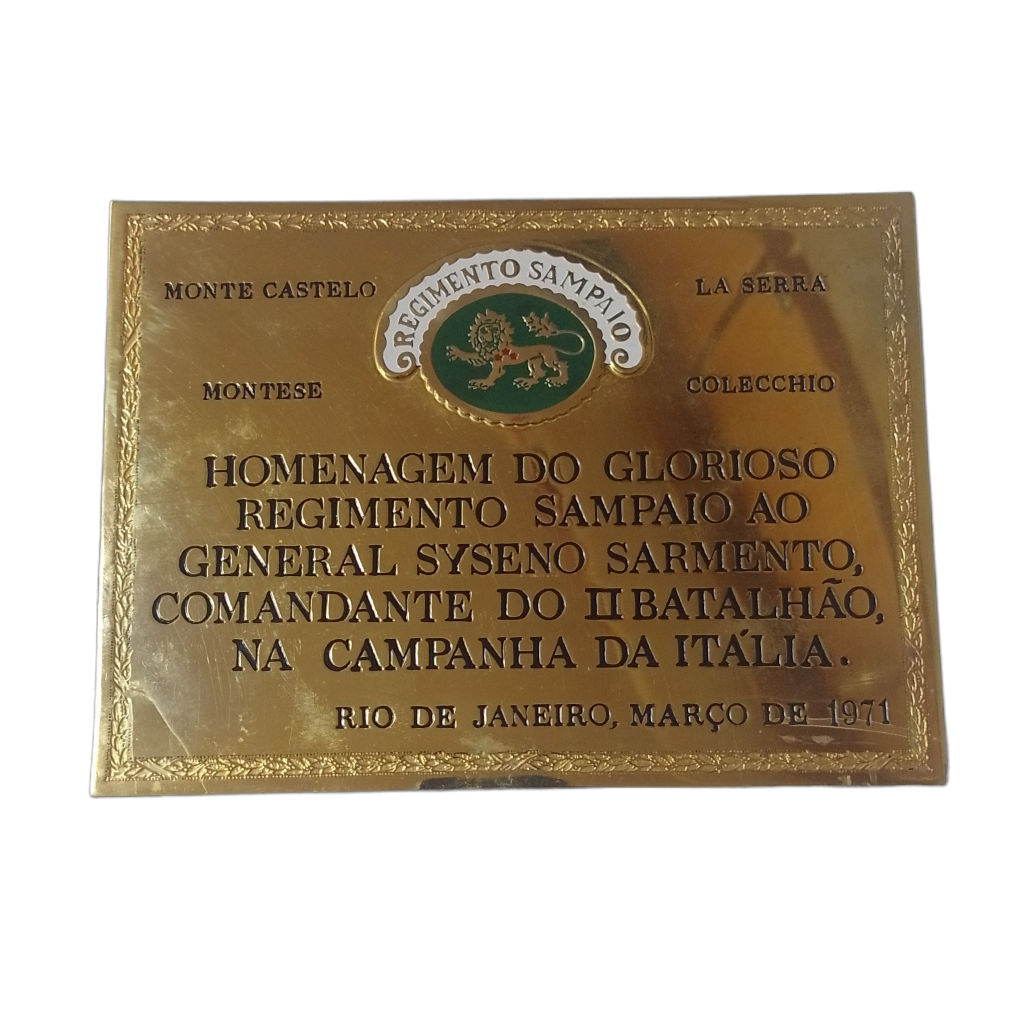 REGIMENTO SAMPAIO
MONTE CASTELO
LA SERRA
MONTESE
COLECCHIO
HOMENAGEM DO GLORIOSO
REGIMENTO SAMPAIO AO
GENERAL SYSENO SARMENTO,
COMANDANTE DO II BATALHÃO,
NA CAMPANHA DA ITÁLIA.
RIO DE JANEIRO, MARÇO DE 1971